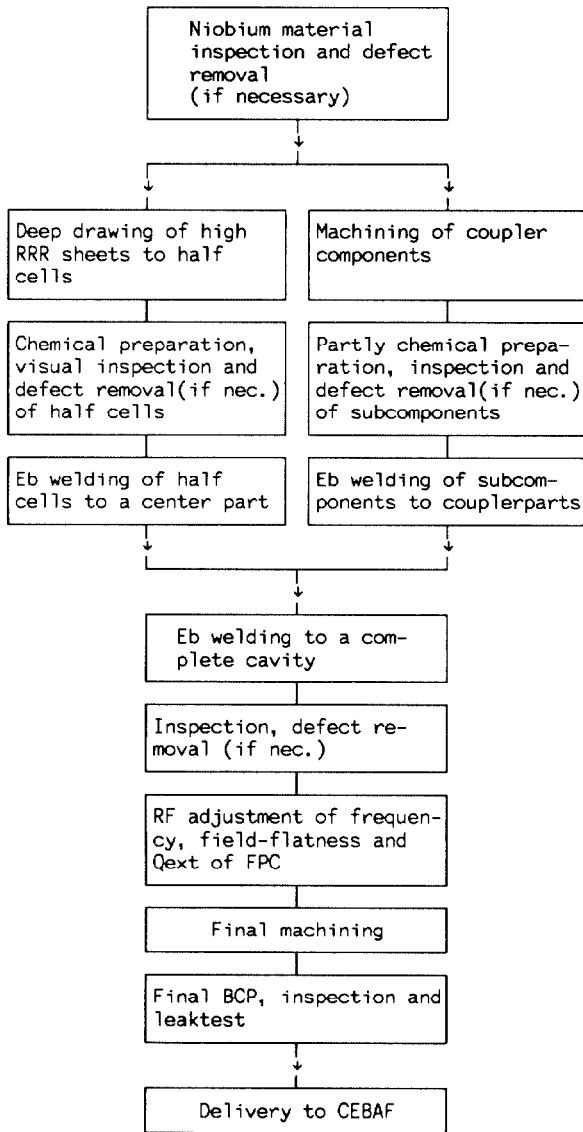 Niobium material
inspection and defect
removal
(if necessary)
Deep drawing of high
RRR sheets to half
cells
Machining of coupler
components
Chemical preparation,
visual inspection and
defect removal(if nec.)
of half cells
Partly chemical prepa-
ration, inspection and
defect removal(if nec.)
of subcomponents
Eb welding of half
cells to a center part
Eb welding of subcom-
ponents to couplerparts
Eb welding to a com-
plete cavity
Inspection, defect re-
moval (if nec.)
RF adjustment of frequen-
cy, field-flatness and
Qext of FPC
Final machining
Final BCP, inspection and
leaktest
Delivery to CEBAF